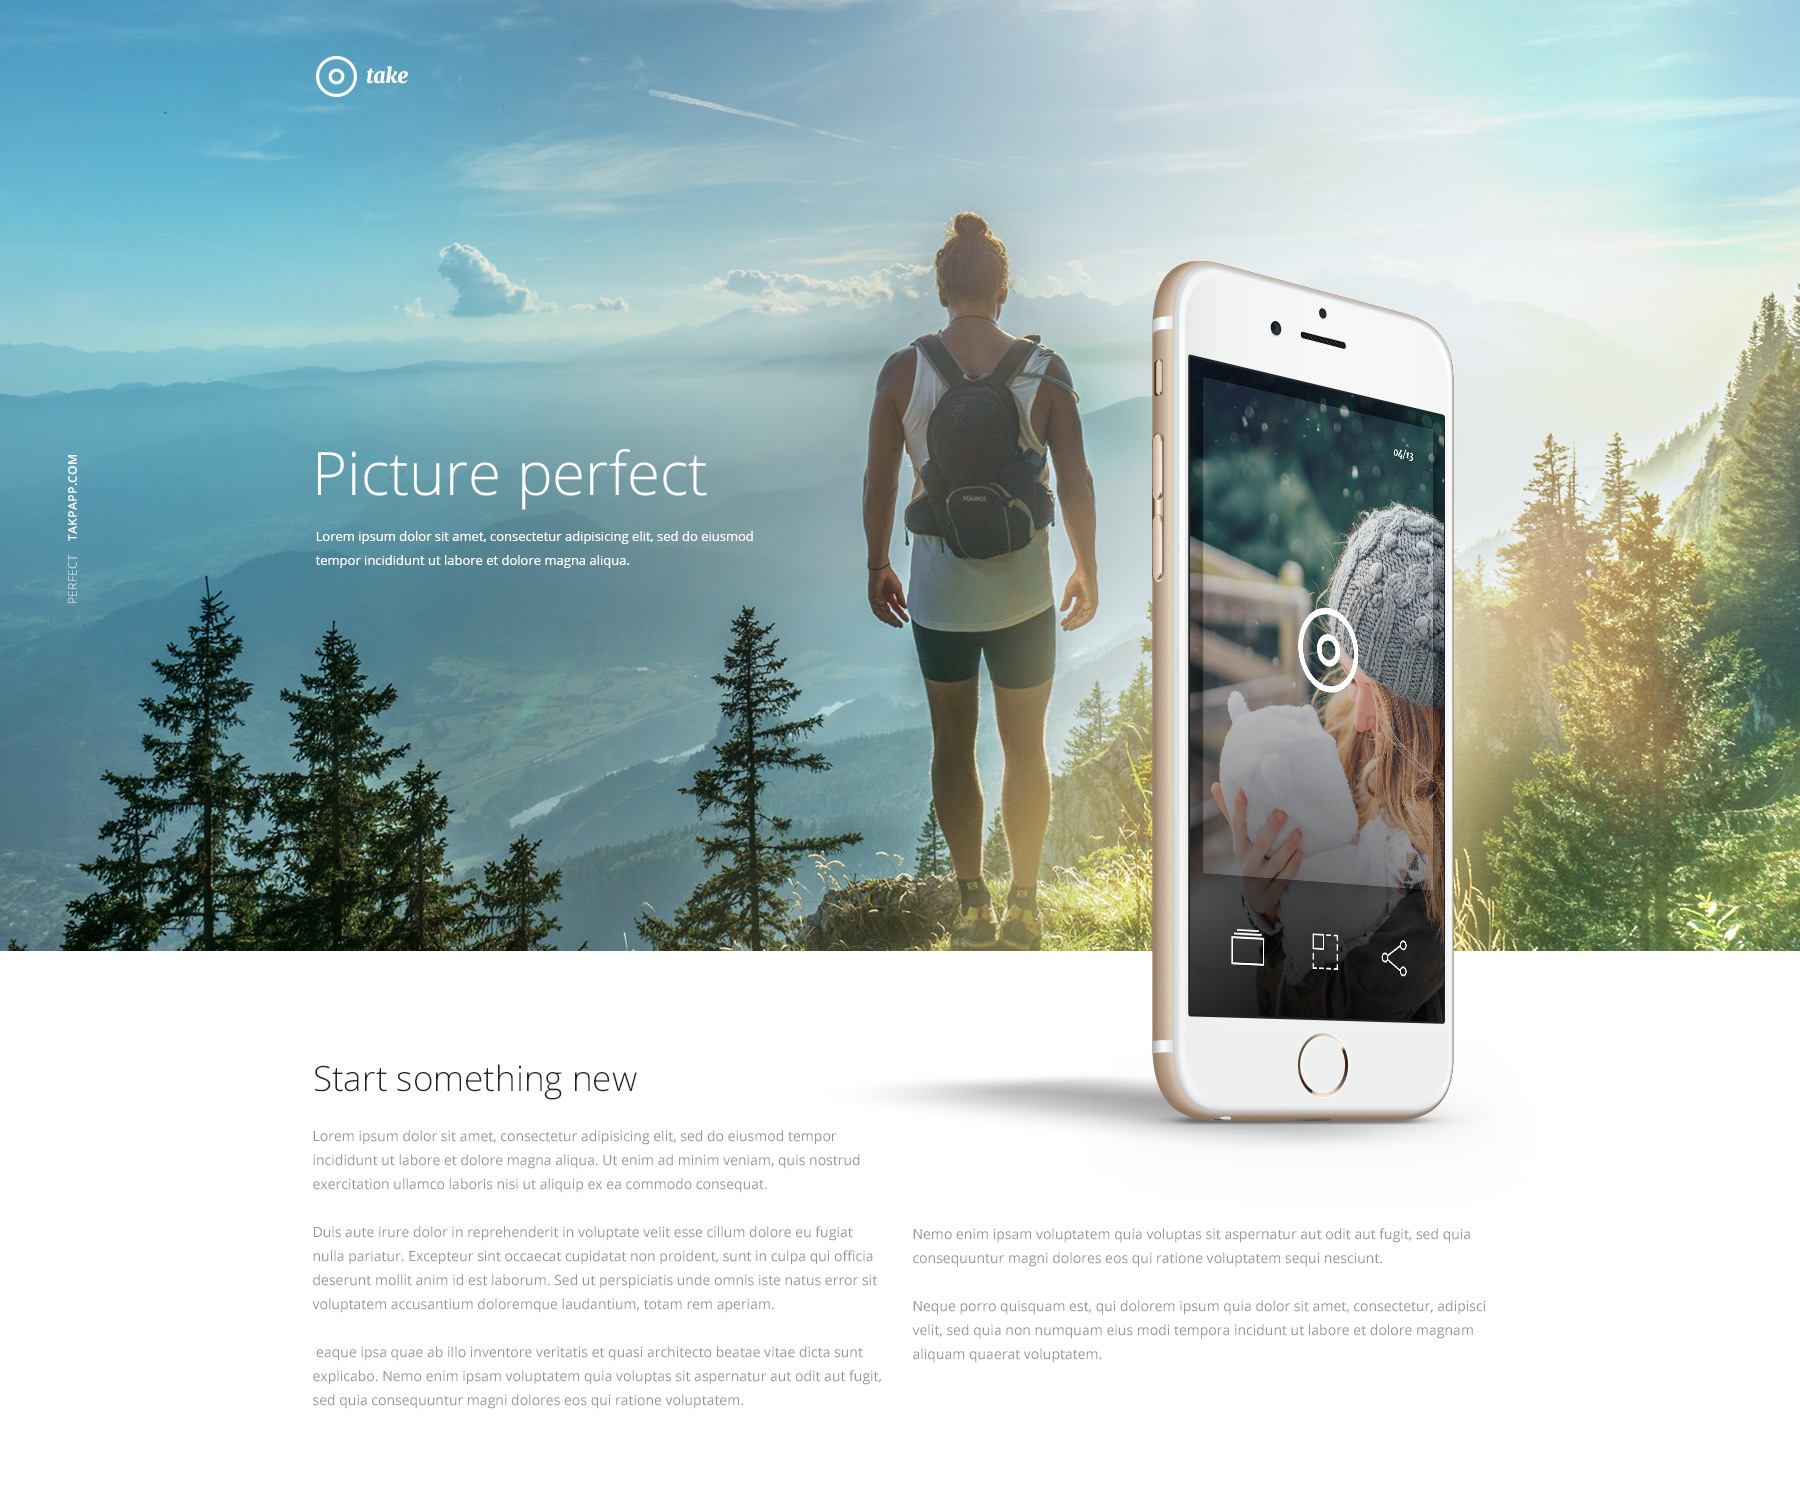 take
04/13
PERFECT TAKPAPP.COM
Picture perfect
Lorem ipsum dolor sit amet, consectetur adipisicing elit, sed do eiusmod
tempor incididunt ut labore et dolore magna aliqua.
Start something new
Lorem ipsum dolor sit amet, consectetur adipisicing elit, sed do eiusmod tempor
incididunt ut labore et dolore magna aliqua. Ut enim ad minim veniam, quis nostrud
exercitation ullamco laboris nisi ut aliquip ex ea commodo consequat.
Duis aute irure dolor in reprehenderit in voluptate velit esse cillum dolore eu fugiat
nulla pariatur. Excepteur sint occaecat cupidatat non proident, sunt in culpa qui officia
deserunt mollit anim id est laborum. Sed ut perspiciatis unde omnis iste natus error sit
voluptatem accusantium doloremque laudantium, totam rem aperiam.
eaque ipsa quae ab illo inventore veritatis et quasi architecto beatae vitae dicta sunt
explicabo. Nemo enim ipsam voluptatem quia voluptas sit aspernatur aut odit aut fugit,
sed quia consequuntur magni dolores eos qui ratione voluptatem.
Nemo enim ipsam voluptatem quia voluptas sit aspernatur aut odit aut fugit, sed quia
consequuntur magni dolores eos qui ratione voluptatem sequi nesciunt.
Neque porro quisquam est, qui dolorem ipsum quia dolor sit amet, consectetur, adipisci
velit, sed quia non numquam eius modi tempora incidunt ut labore et dolore magnam
aliquam quaerat voluptatem.